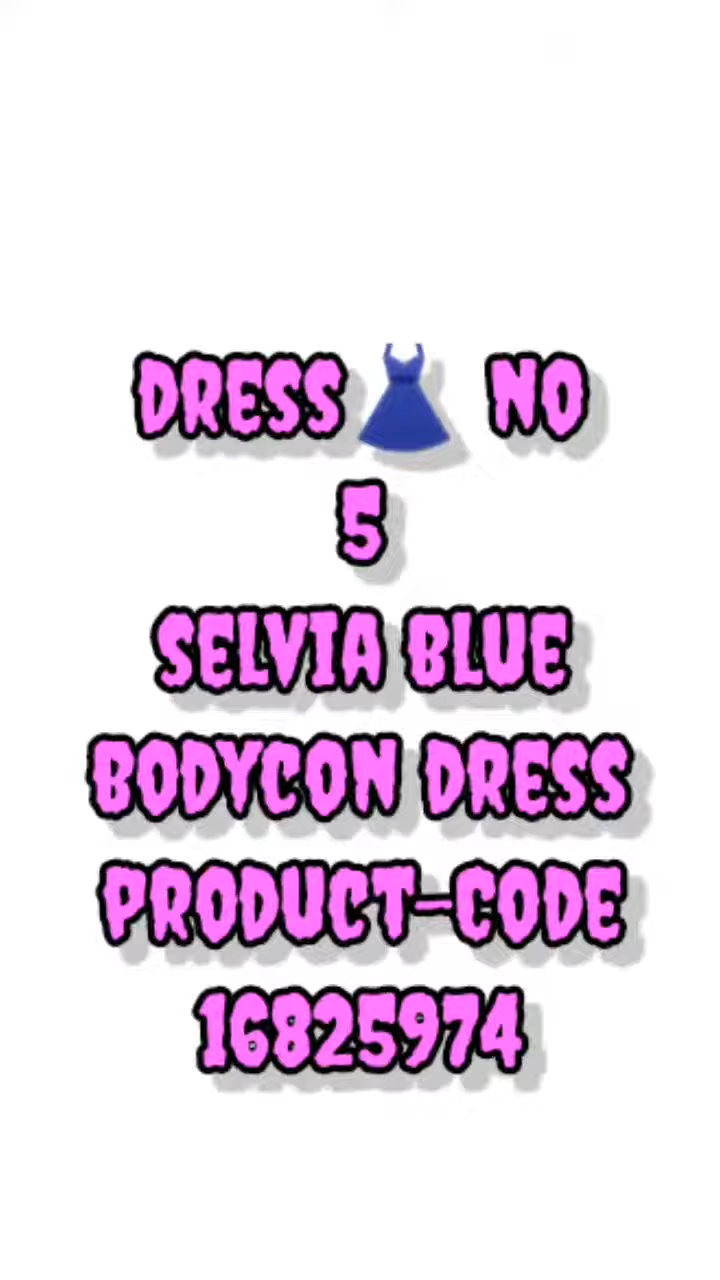 DRESS👗 NO
5
SELVIA BLUE
BODYCON DRESS
PRODUCT-CODE
16825974